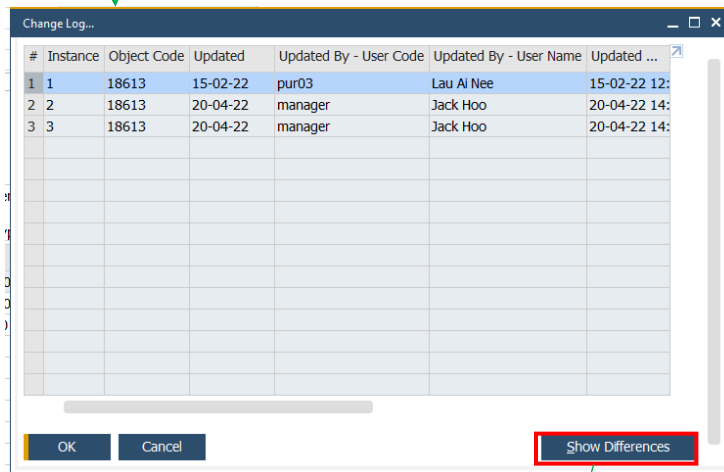 Change Log...
# Instance Object Code Updated Updated By - User Code Updated By - User Name Updated ...
1 1 18613 15-02-22 pur03 Lau Ai Nee 15-02-22 12:
2 2 18613 20-04-22 manager Jack Hoo 20-04-22 14:
3 3 18613 20-04-22 manager Jack Hoo 20-04-22 14:
OK Cancel Show Differences